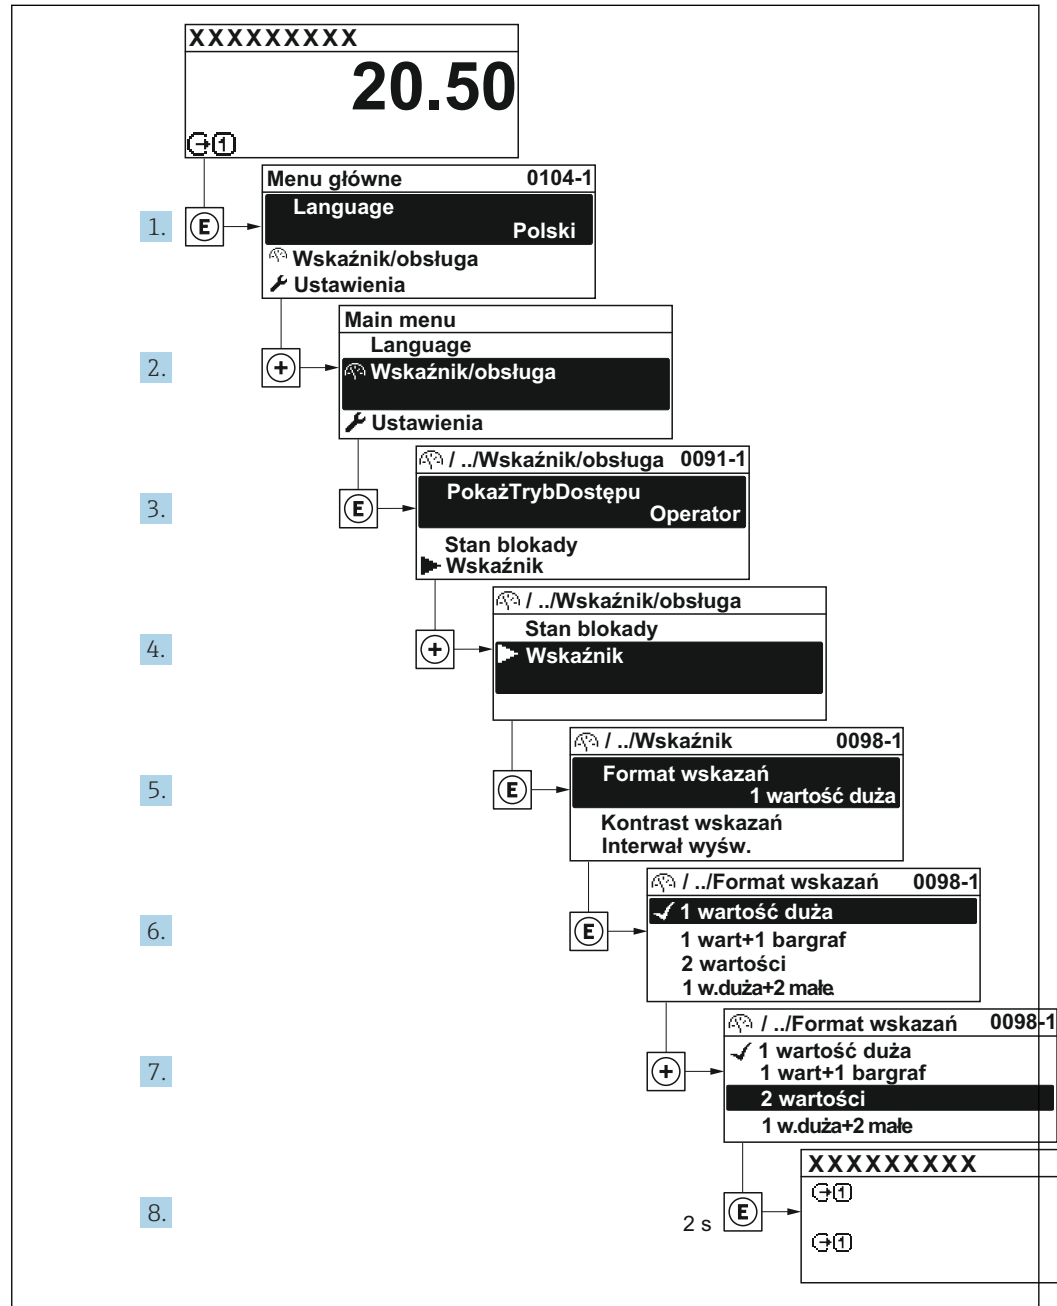 XXXXXXXXX
20.50
1
Menu główne 0104-1
1. E Language
Polski
Wskaźnik/obsługa
Ustawienia
Main menu
Language
2. + Wskaźnik/obsługa
Ustawienia
/ ../Wskaźnik/obsługa 0091-1
3. E PokażTrybDostępu
Operator
Stan blokady
Wskaźnik
/ ../Wskaźnik/obsługa
Stan blokady
4. + Wskaźnik
/ ../Wskaźnik 0098-1
5. E Format wskazań
1 wartość duża
Kontrast wskazań
Interwał wyśw.
/ ../Format wskazań 0098-1
6. E 1 wartość duża
1 wart+1 bargraf
2 wartości
1 w.duża+2 małe
/ ../Format wskazań 0098-1
7. + 1 wartość duża
1 wart+1 bargraf
2 wartości
1 w.duża+2 małe
XXXXXXXXX
1
8. 2 s E
1